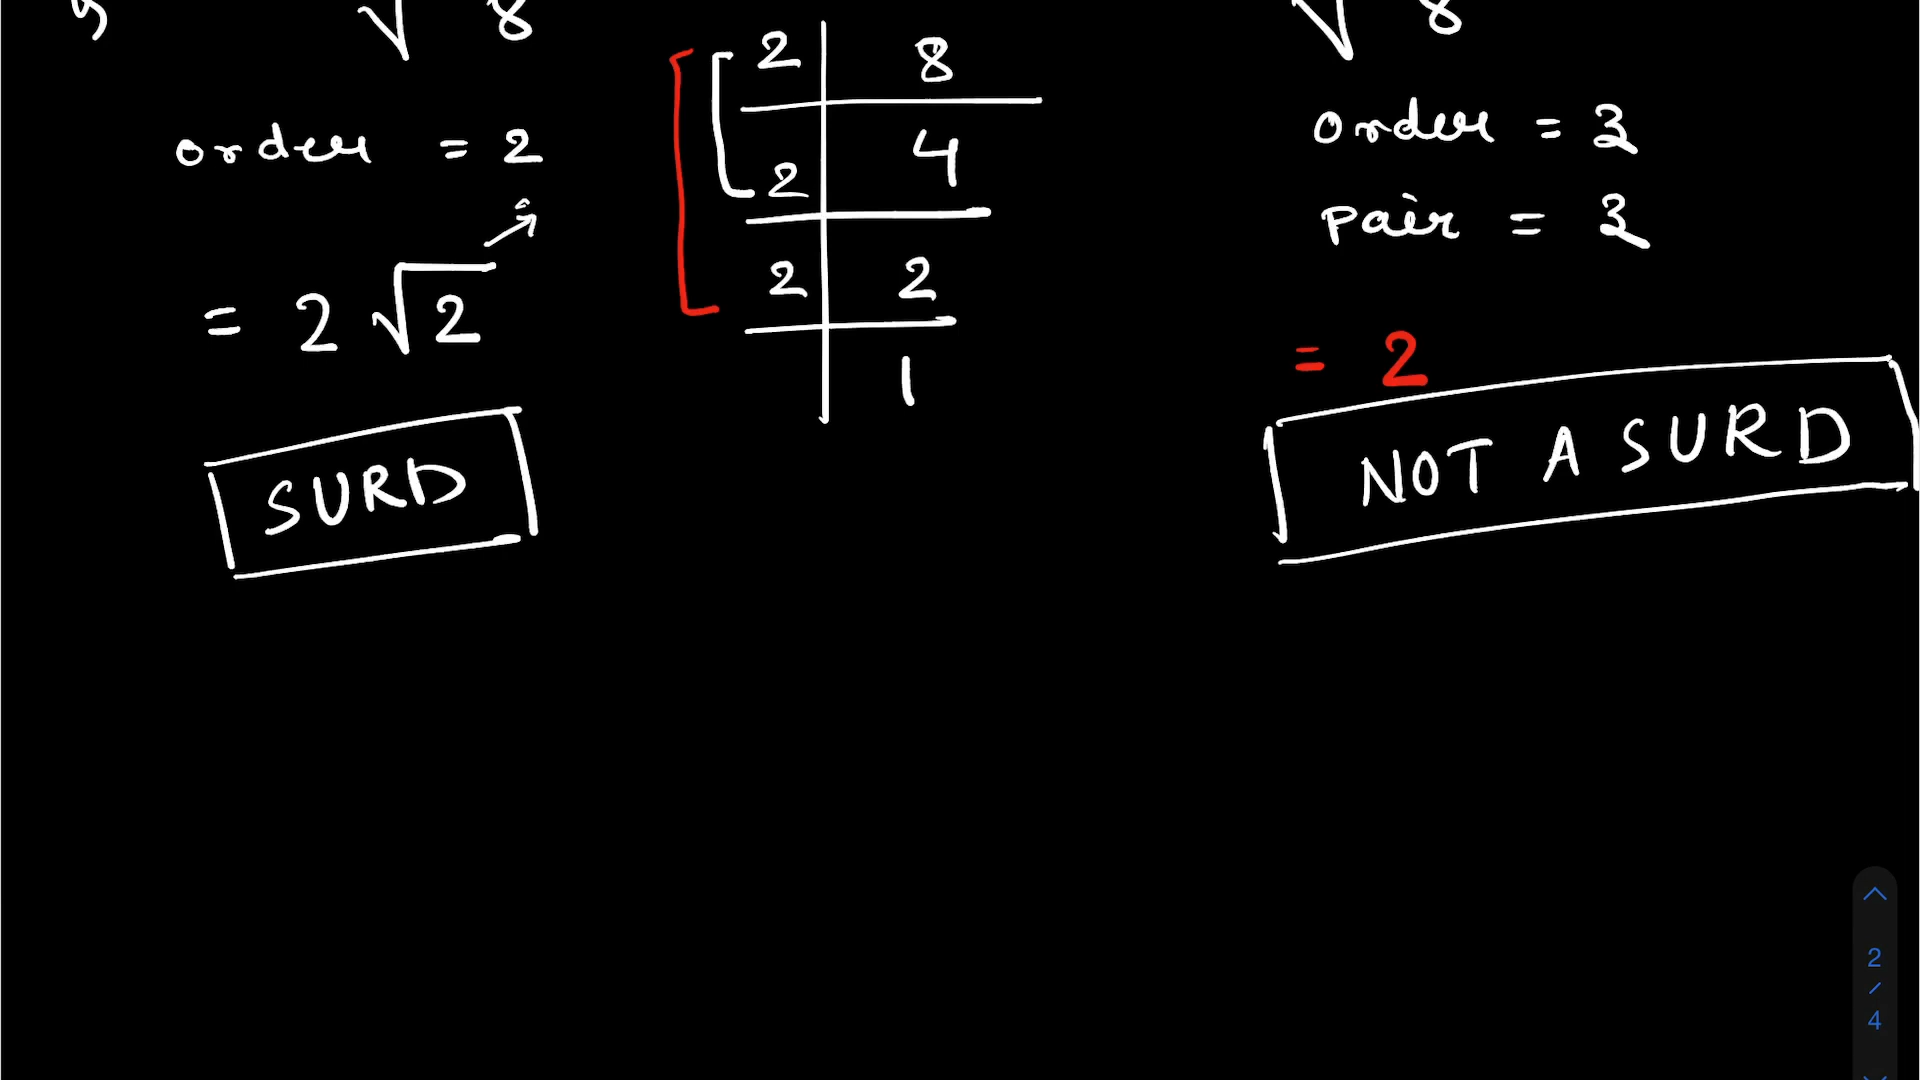 √8
order = 2
= 2 √2
SURD
2 | 8
2 | 4
2 | 2
1
√8
order = 3
pair = 3
= 2
NOT A SURD
2
/
4